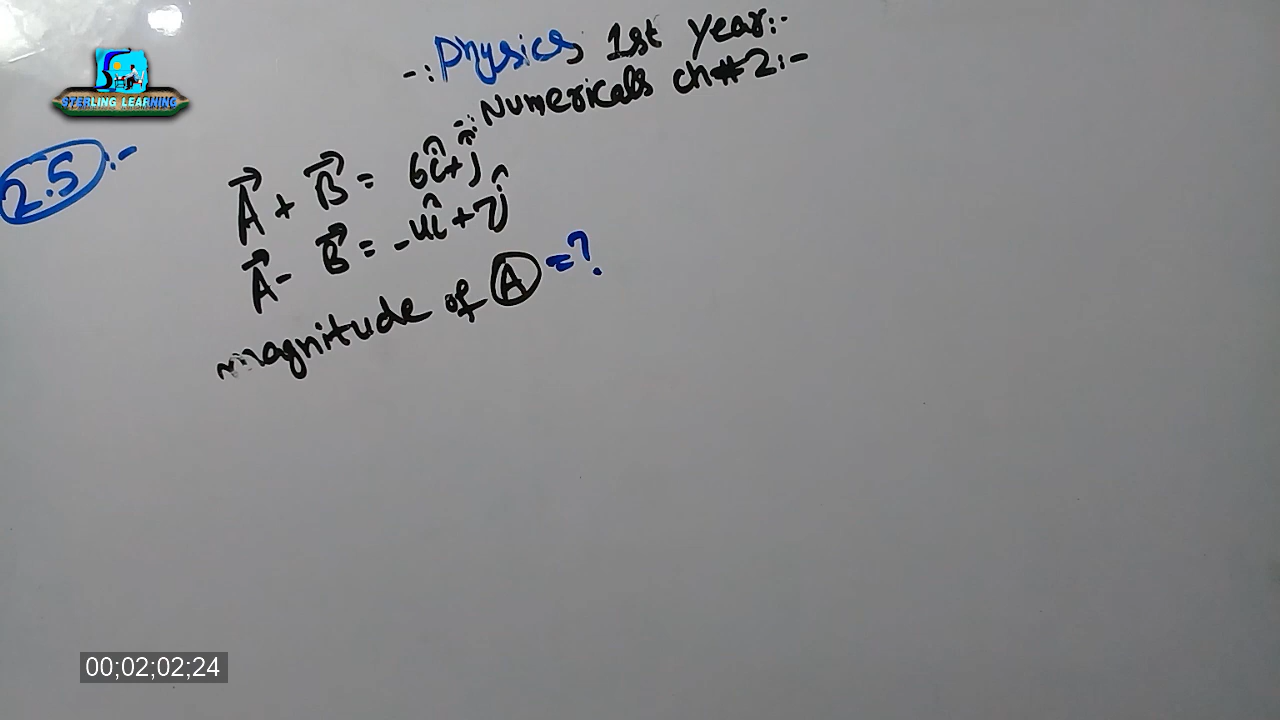 STERLING LEARNING
-:Physics 1st Year:-
-:Numericals ch#2:-
2.5:-
A⃗ + B⃗ = 6î+ĵ
A⃗ - B⃗ = -4î+7ĵ
magnitude of A =?
00;02;02;24